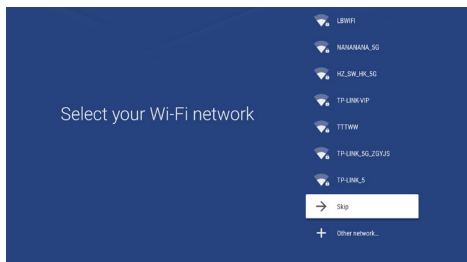 LBWIFI
NANANANA_5G
HZ_SW_HK_5G
TP-LINK-VIP
Select your Wi-Fi network
TTTWW
TP-LINK_5G_ZGYJS
TP-LINK_5
Skip
Other network...